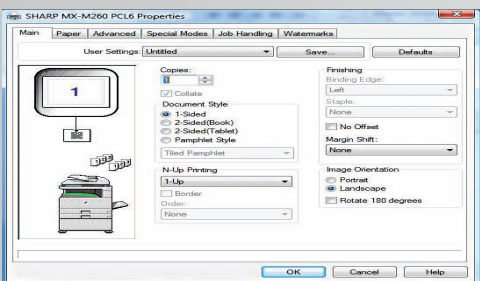 SHARP MX-M260 PCL6 Properties
Main Paper Advanced Special Modes Job Handling Watermarks
User Settings: Untitled Save... Defaults
1
Copies:
1
Collate
Document Style
1-Sided
2-Sided(Book)
2-Sided(Tablet)
Pamphlet Style
Tiled Pamphlet
N-Up Printing
1-Up
Border
Order:
None
Finishing
Binding Edge:
Left
Staple:
None
No Offset
Margin Shift:
None
Image Orientation
Portrait
Landscape
Rotate 180 degrees
OK Cancel Help